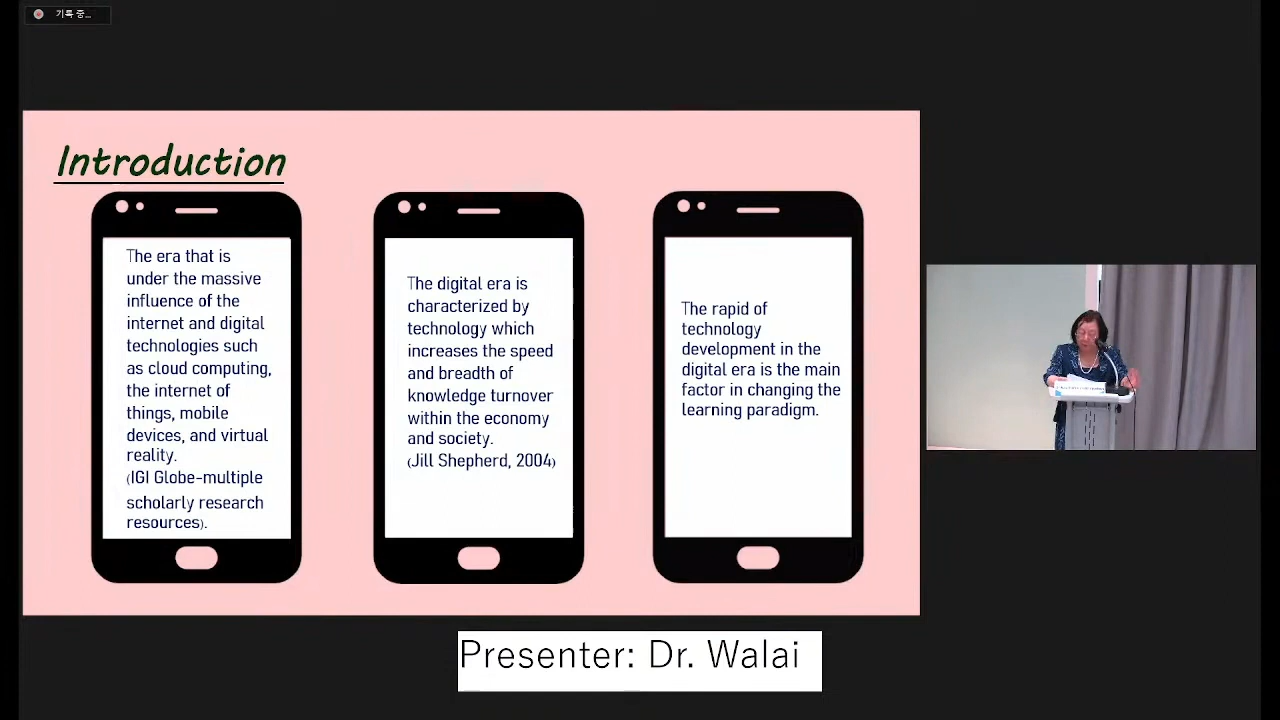 기록 중...
Introduction
The era that is
under the massive
influence of the
internet and digital
technologies such
as cloud computing,
the internet of
things, mobile
devices, and virtual
reality.
(IGI Globe-multiple
scholarly research
resources).
The digital era is
characterized by
technology which
increases the speed
and breadth of
knowledge turnover
within the economy
and society.
(Jill Shepherd, 2004)
The rapid of
technology
development in the
digital era is the main
factor in changing the
learning paradigm.
Presenter: Dr. Walai